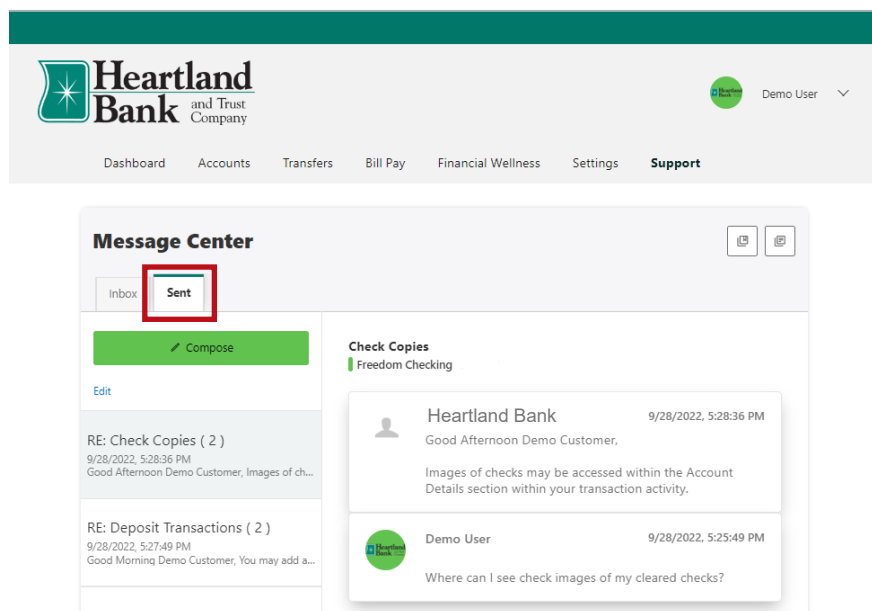 Heartland
Bank and Trust
Company
Demo User
Dashboard Accounts Transfers Bill Pay Financial Wellness Settings Support
Message Center
Inbox Sent
Compose
Edit
RE: Check Copies ( 2 )
9/28/2022, 5:28:36 PM
Good Afternoon Demo Customer, Images of ch...
RE: Deposit Transactions ( 2 )
9/28/2022, 5:27:49 PM
Good Morning Demo Customer, You may add a...
Check Copies
Freedom Checking
Heartland Bank 9/28/2022, 5:28:36 PM
Good Afternoon Demo Customer,
Images of checks may be accessed within the Account
Details section within your transaction activity.
Demo User 9/28/2022, 5:25:49 PM
Where can I see check images of my cleared checks?